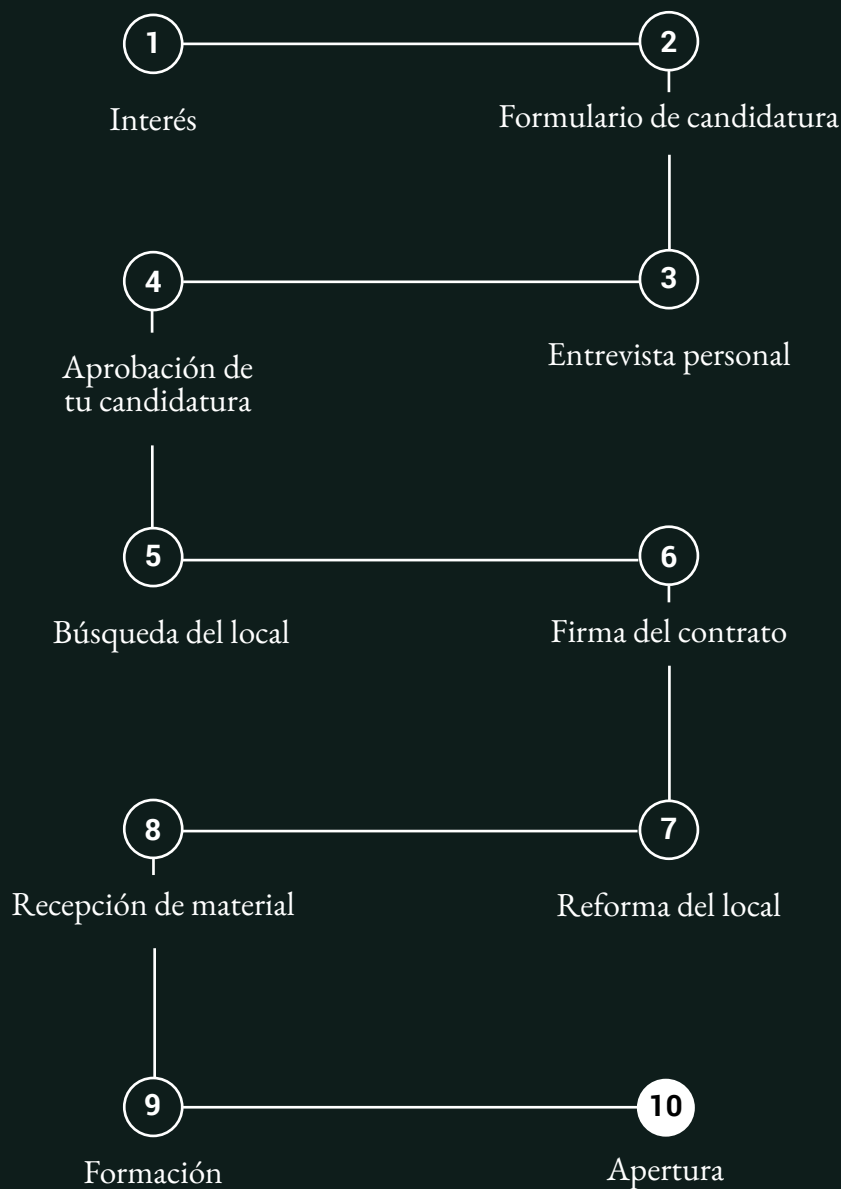 1
Interés
2
Formulario de candidatura
3
Entrevista personal
4
Aprobación de
tu candidatura
5
Búsqueda del local
6
Firma del contrato
7
Reforma del local
8
Recepción de material
9
Formación
10
Apertura